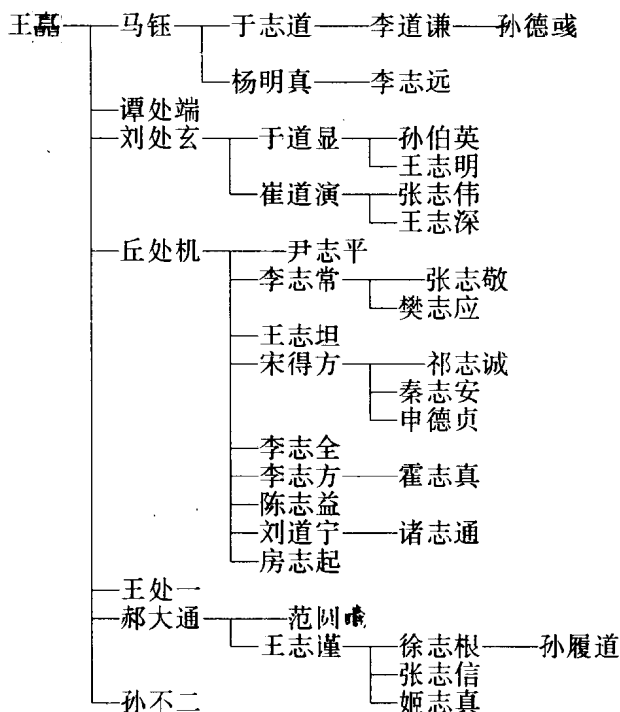 王嚞 马钰 于志道 李道谦 孙德彧
杨明真 李志远
谭处端
刘处玄 于道显 孙伯英
王志明
崔道演 张志伟
王志深
丘处机 尹志平
李志常 张志敬
樊志应
王志坦
宋得方 祁志诚
秦志安
申德贞
李志全
李志方 霍志真
陈志益
刘道宁 诸志通
房志起
王处一
郝大通 范圆
王志谨 徐志根 孙履道
张志信
孙不二 姬志真